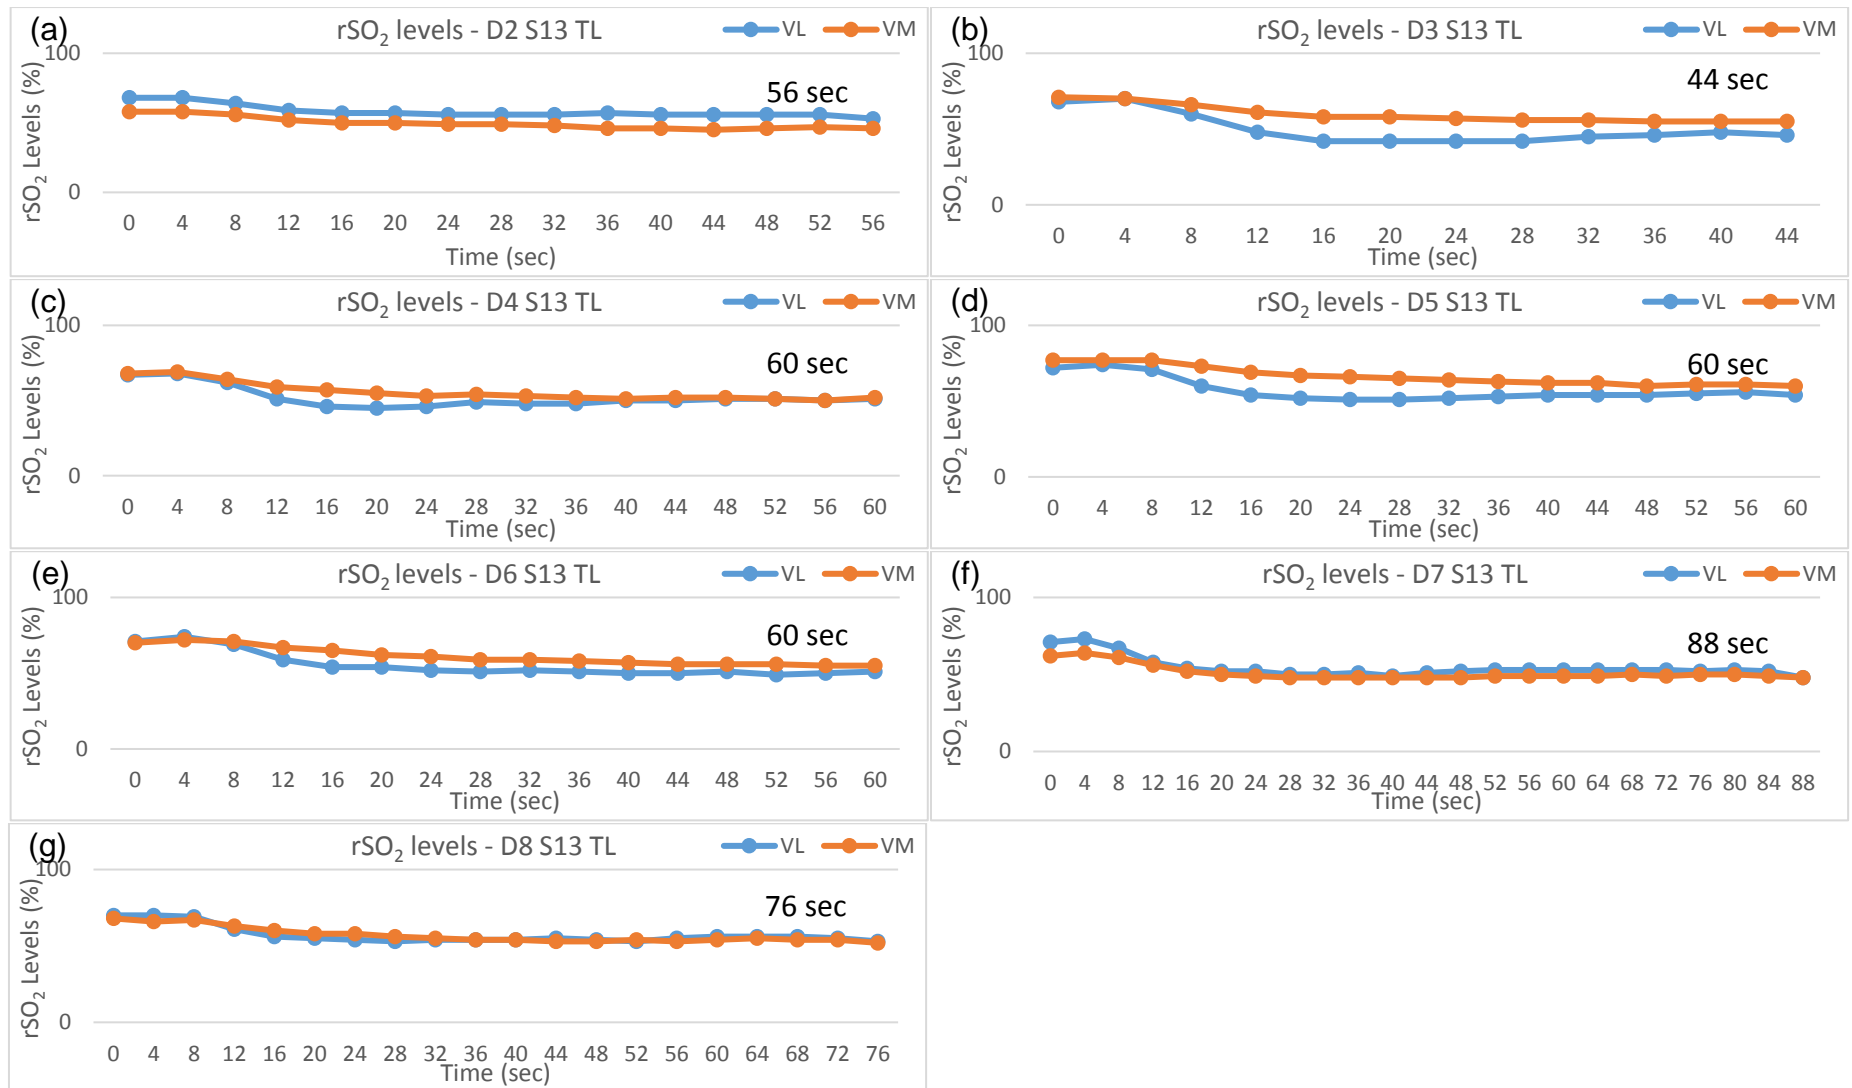 (a)
rSO2 levels - D2 S13 TL
VL VM
100
56 sec
0
rSO2 Levels (%)
0 4 8 12 16 20 24 28 32 36 40 44 48 52 56
Time (sec)
(b)
rSO2 levels - D3 S13 TL
VL VM
100
44 sec
0
rSO2 Levels (%)
0 4 8 12 16 20 24 28 32 36 40 44
Time (sec)
(c)
rSO2 levels - D4 S13 TL
VL VM
100
60 sec
0
rSO2 Levels (%)
0 4 8 12 16 20 24 28 32 36 40 44 48 52 56 60
Time (sec)
(d)
rSO2 levels - D5 S13 TL
VL VM
100
60 sec
0
rSO2 Levels (%)
0 4 8 12 16 20 24 28 32 36 40 44 48 52 56 60
Time (sec)
(e)
rSO2 levels - D6 S13 TL
VL VM
100
60 sec
0
rSO2 Levels (%)
0 4 8 12 16 20 24 28 32 36 40 44 48 52 56 60
Time (sec)
(f)
rSO2 levels - D7 S13 TL
VL VM
100
88 sec
0
rSO2 Levels (%)
0 4 8 12 16 20 24 28 32 36 40 44 48 52 56 60 64 68 72 76 80 84 88
Time (sec)
(g)
rSO2 levels - D8 S13 TL
VL VM
100
76 sec
0
rSO2 Levels (%)
0 4 8 12 16 20 24 28 32 36 40 44 48 52 56 60 64 68 72 76
Time (sec)